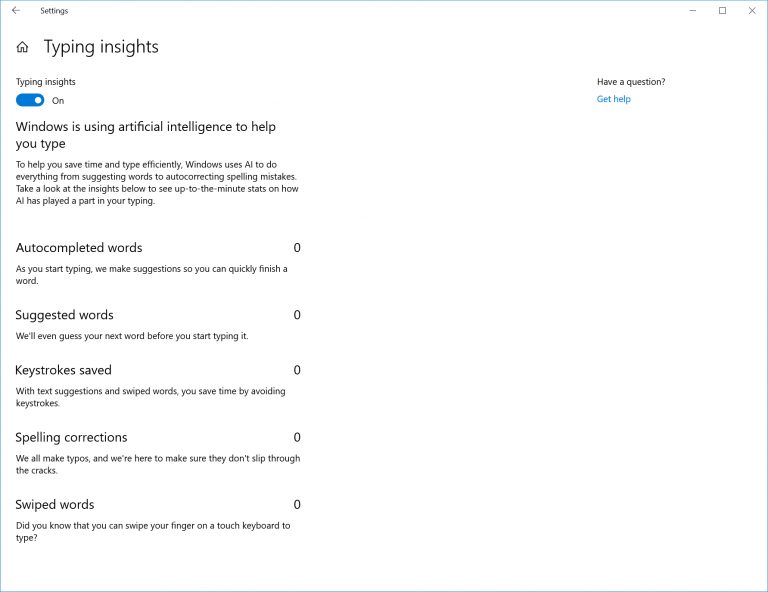 Settings
Typing insights
Typing insights
On
Have a question?
Get help
Windows is using artificial intelligence to help
you type
To help you save time and type efficiently, Windows uses AI to do
everything from suggesting words to autocorrecting spelling mistakes.
Take a look at the insights below to see up-to-the-minute stats on how
AI has played a part in your typing.
Autocompleted words 0
As you start typing, we make suggestions so you can quickly finish a
word.
Suggested words 0
We'll even guess your next word before you start typing it.
Keystrokes saved 0
With text suggestions and swiped words, you save time by avoiding
keystrokes.
Spelling corrections 0
We all make typos, and we're here to make sure they don't slip through
the cracks.
Swiped words 0
Did you know that you can swipe your finger on a touch keyboard to
type?